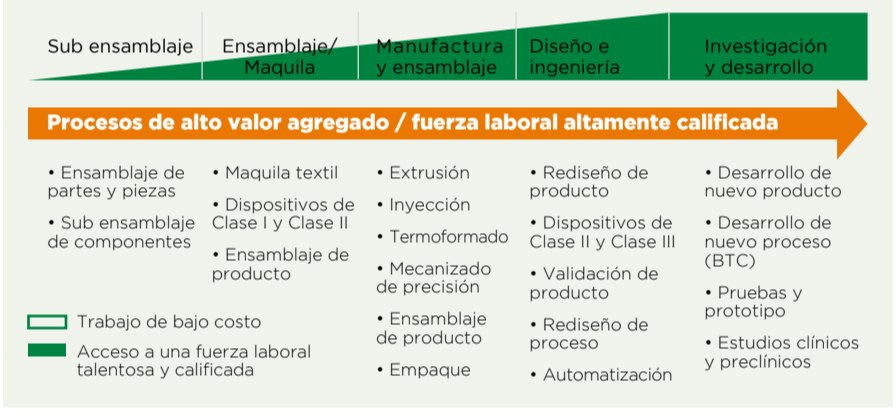 Sub ensamblaje
Ensamblaje/
Maquila
Manufactura
y ensamblaje
Diseño e
ingeniería
Investigación
y desarrollo
Procesos de alto valor agregado / fuerza laboral altamente calificada
• Ensamblaje de
partes y piezas
• Sub ensamblaje
de componentes
• Maquila textil
• Dispositivos de
Clase I y Clase II
• Ensamblaje de
producto
• Extrusión
• Inyección
• Termoformado
• Mecanizado
de precisión
• Ensamblaje
de producto
• Empaque
• Rediseño de
producto
• Dispositivos de
Clase II y Clase III
• Validación de
producto
• Rediseño de
proceso
• Automatización
• Desarrollo de
nuevo producto
• Desarrollo de
nuevo proceso
(BTC)
• Pruebas y
prototipo
• Estudios clínicos
y preclínicos
Trabajo de bajo costo
Acceso a una fuerza laboral
talentosa y calificada